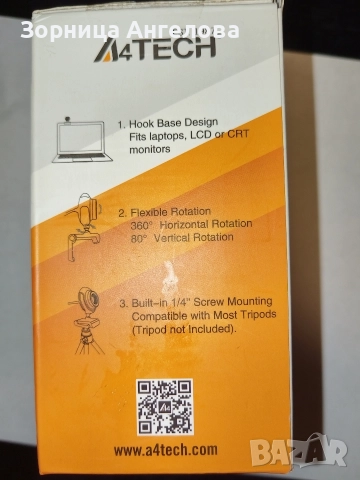 Зорница Ангелова
A4TECH
1. Hook Base Design
Fits laptops, LCD or CRT
monitors
2. Flexible Rotation
360° Horizontal Rotation
80° Vertical Rotation
3. Built-in 1/4" Screw Mounting
Compatible with Most Tripods
(Tripod not Included).
www.a4tech.com
BAZAR